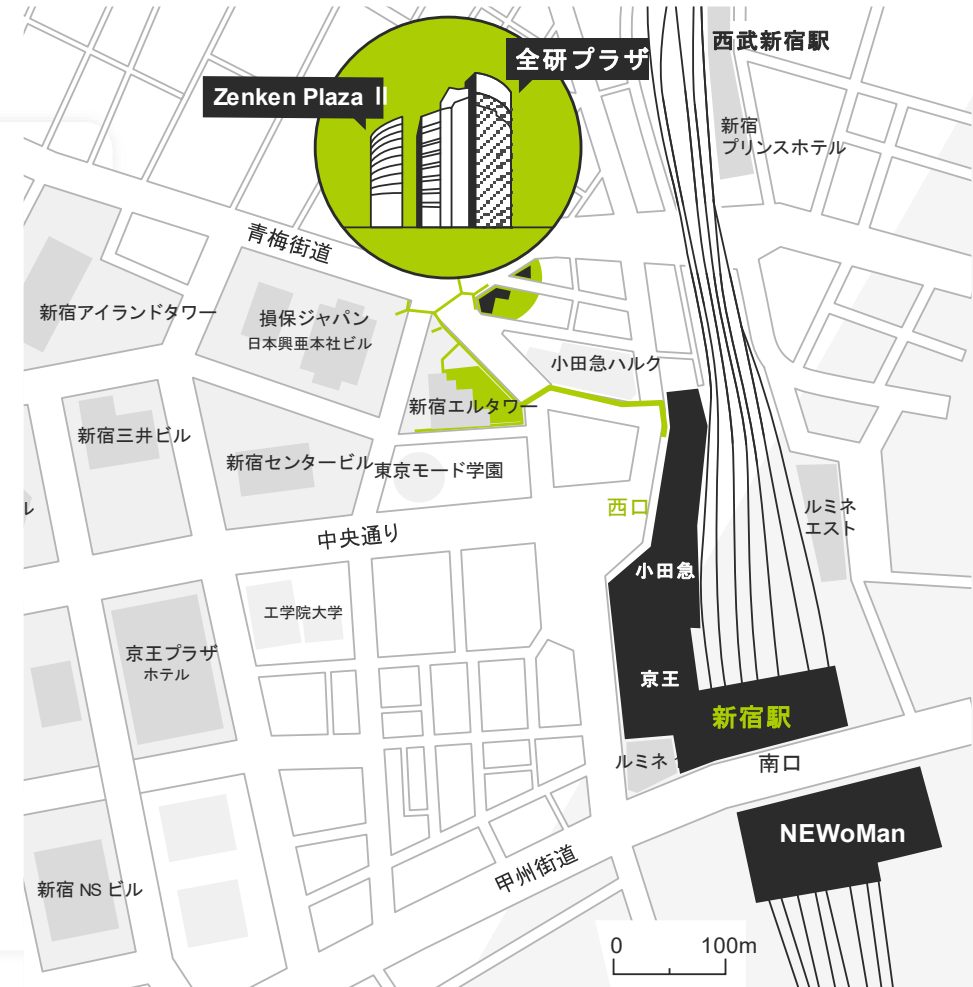 西武新宿駅
全研プラザ
Zenken Plaza Ⅱ
新宿
プリンスホテル
青梅街道
新宿アイランドタワー
損保ジャパン
日本興亜本社ビル
小田急ハルク
新宿エルタワー
新宿三井ビル
新宿センタービル
東京モード学園
西口
ルミネ
エスト
ル
中央通り
小田急
工学院大学
京王プラザ
ホテル
京王
新宿駅
ルミネ
南口
NEWoMan
甲州街道
新宿 NS ビル
0 100m